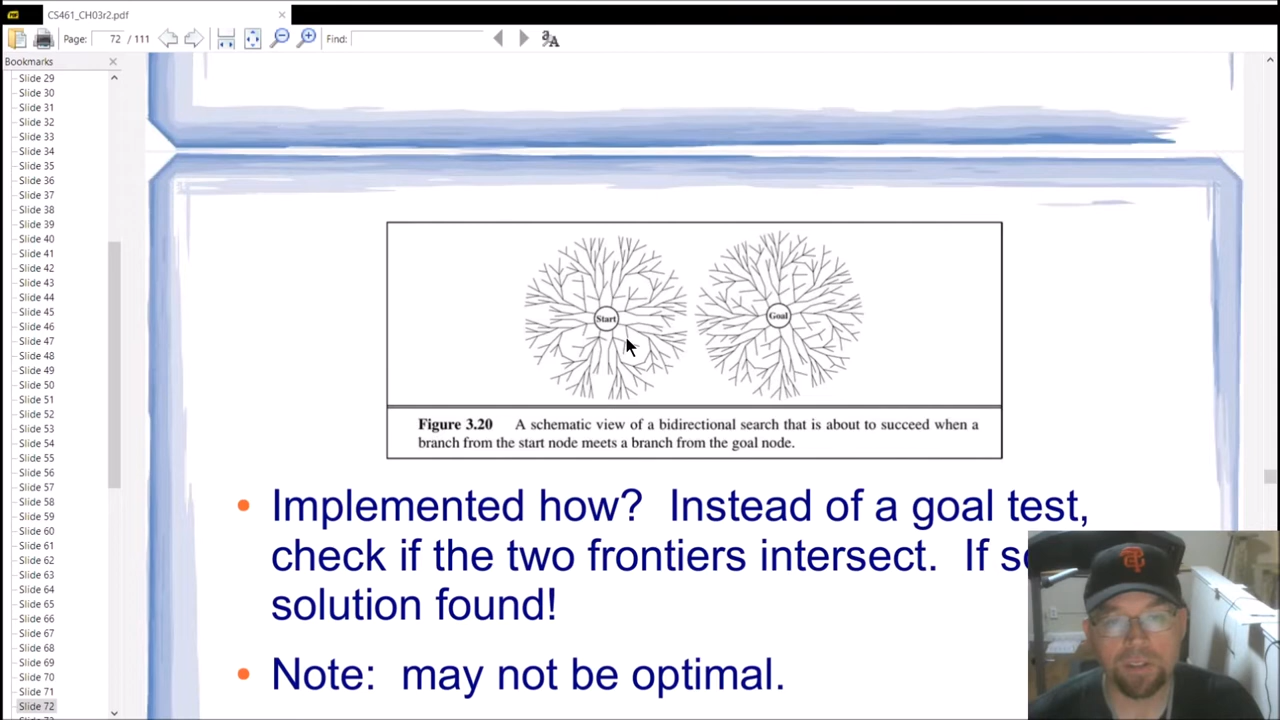 CS461_CH03r2.pdf
Page: 72 / 111 Find:
Bookmarks
Slide 29
Slide 30
Slide 31
Slide 32
Slide 33
Slide 34
Slide 35
Slide 36
Slide 37
Slide 38
Slide 39
Slide 40
Slide 41
Slide 42
Slide 43
Slide 44
Slide 45
Slide 46
Slide 47
Slide 48
Slide 49
Slide 50
Slide 51
Slide 52
Slide 53
Slide 54
Slide 55
Slide 56
Slide 57
Slide 58
Slide 59
Slide 60
Slide 61
Slide 62
Slide 63
Slide 64
Slide 65
Slide 66
Slide 67
Slide 68
Slide 69
Slide 70
Slide 71
Slide 72
Start
Goal
Figure 3.20 A schematic view of a bidirectional search that is about to succeed when a
branch from the start node meets a branch from the goal node.
• Implemented how? Instead of a goal test,
check if the two frontiers intersect. If
solution found!
• Note: may not be optimal.